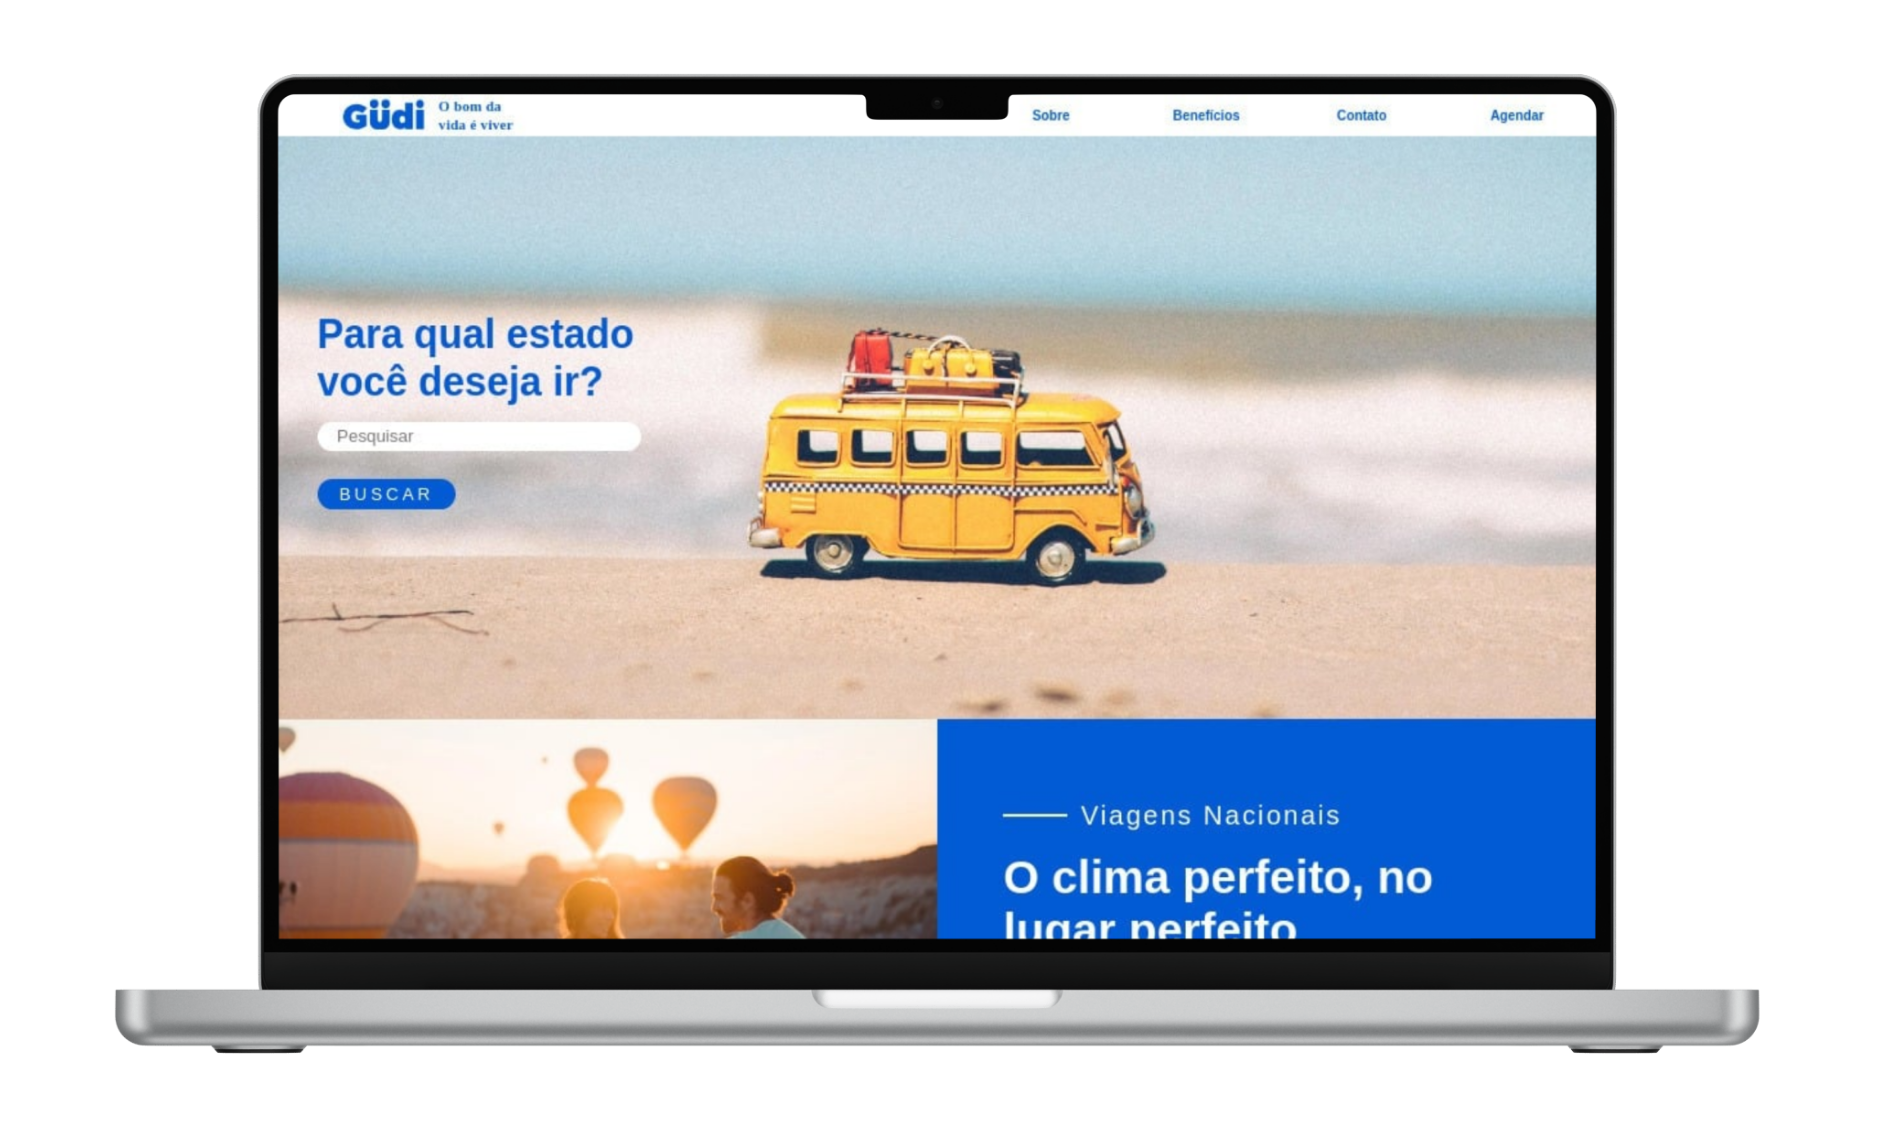 Güdi
O bom da
vida é viver
Sobre
Benefícios
Contato
Agendar
Para qual estado
você deseja ir?
Pesquisar
BUSCAR
Viagens Nacionais
O clima perfeito, no
lugar perfeito